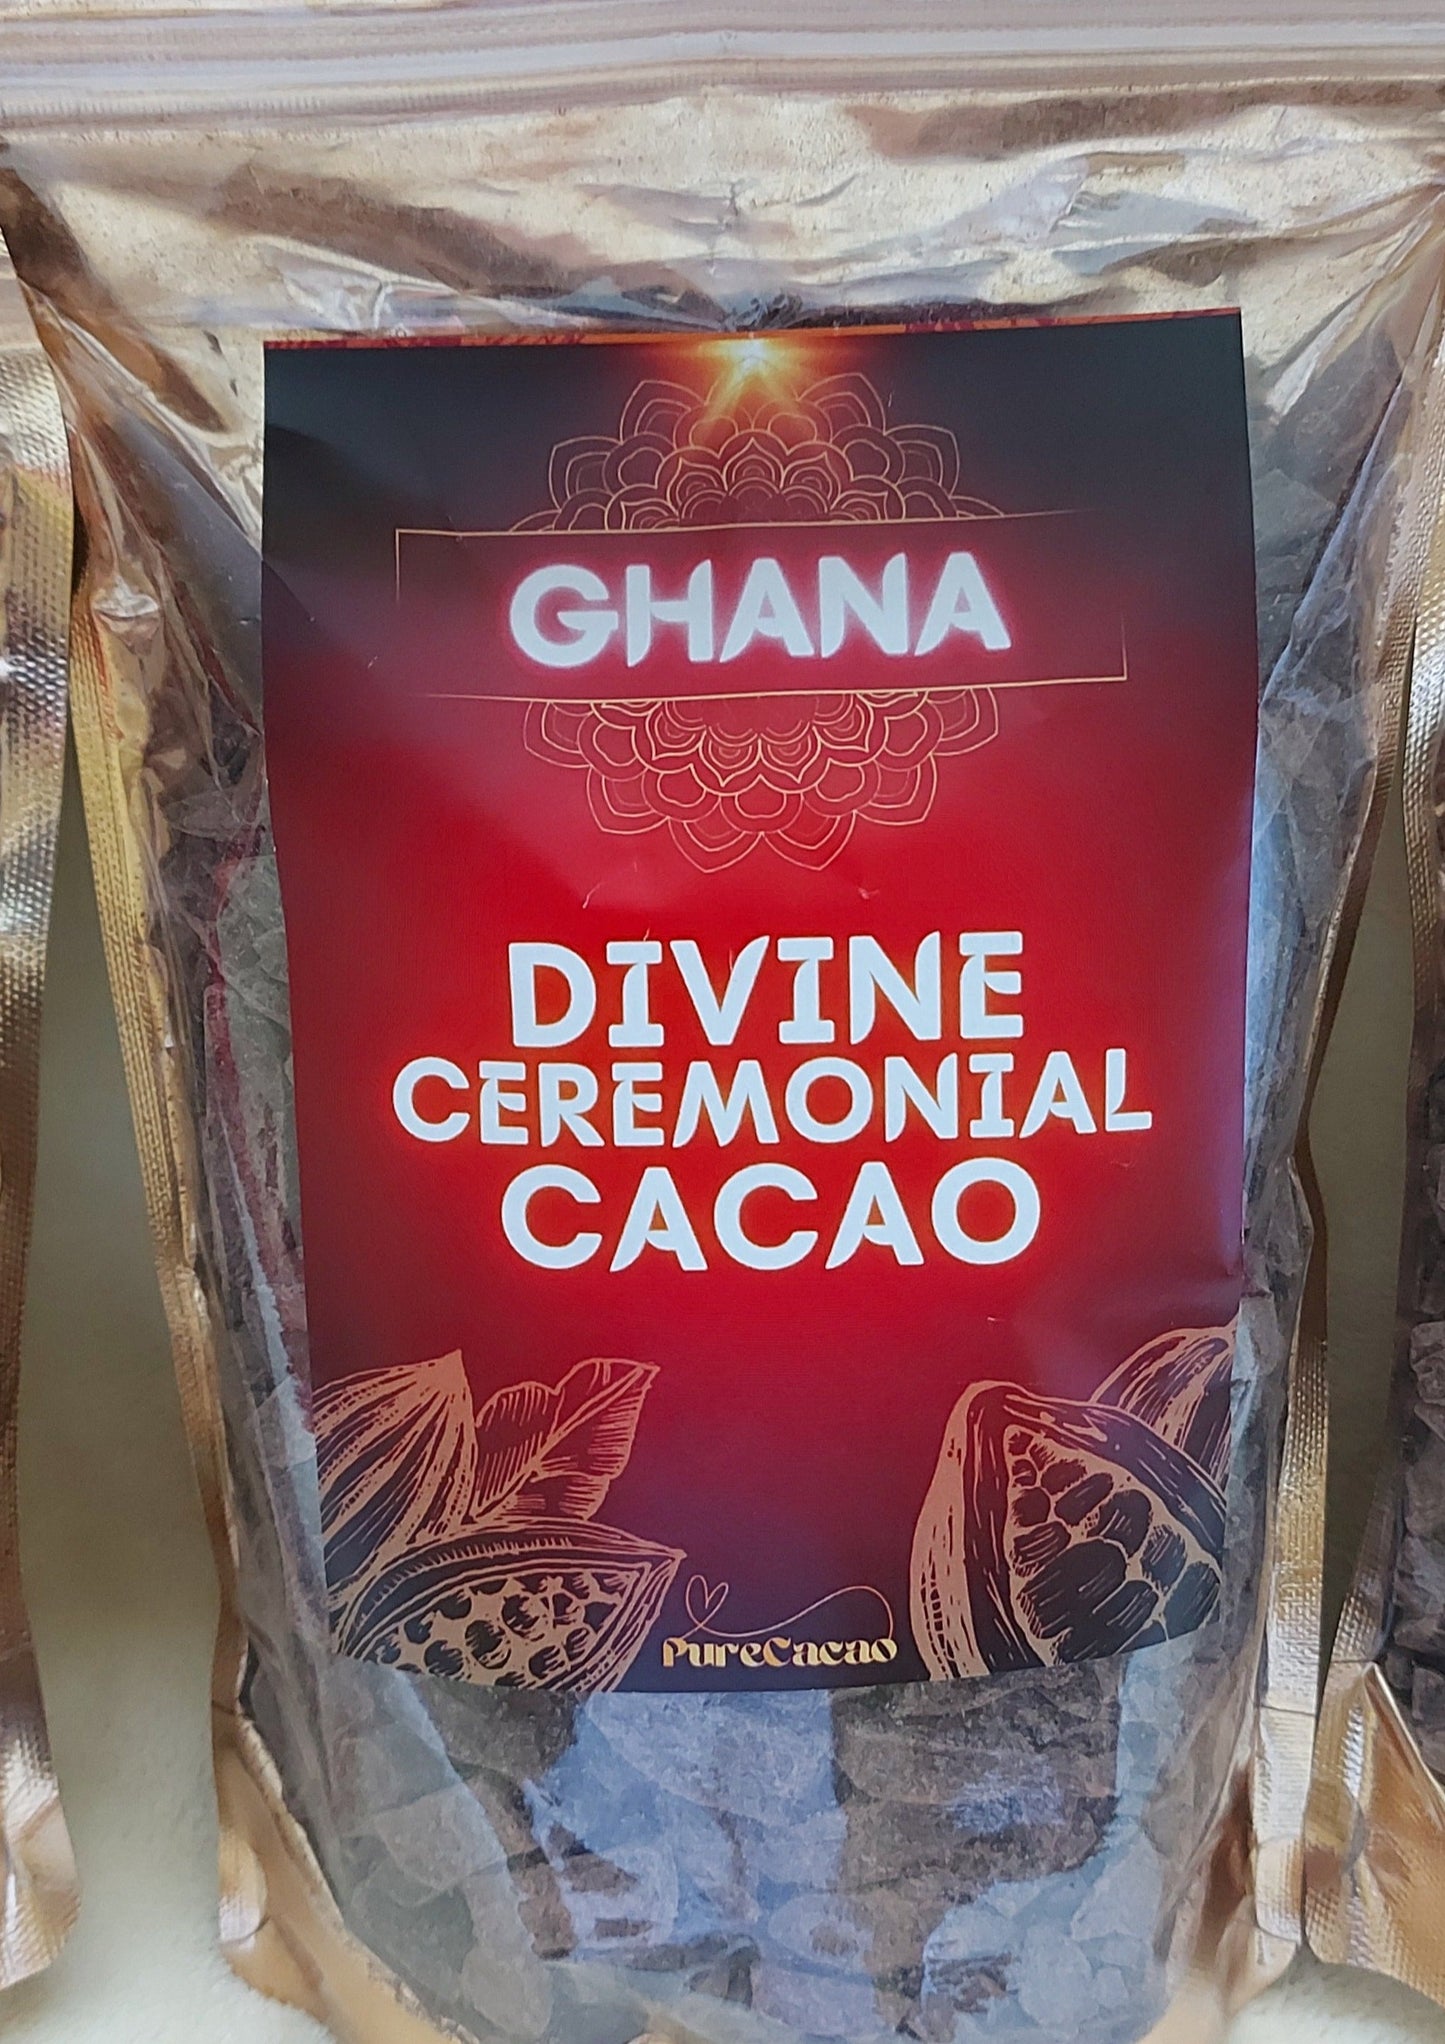 GHANA
DIVINE
CEREMONIAL
CACAO
PureCacao